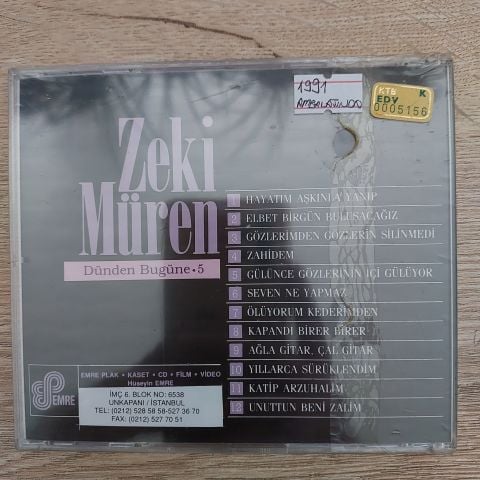 1991
AMBALAJINDA
KTB K
EDV
0005156
Zeki
Müren
Dünden Bugüne • 5
1 HAYATIM AŞKINLA YANIP
2 ELBET BİRGÜN BULUŞACAĞIZ
3 GÖZLERİMDEN GÖZLERİN SİLİNMEDİ
4 ZAHİDEM
5 GÜLÜNCE GÖZLERİNİN İÇİ GÜLÜYOR
6 SEVEN NE YAPMAZ
7 ÖLÜYORUM KEDERİMDEN
8 KAPANDI BİRER BİRER
9 AĞLA GİTAR, ÇAL GİTAR
10 YILLARCA SÜRÜKLENDİM
11 KATİP ARZUHALIM
12 UNUTTUN BENİ ZALİM
EMRE PLAK • KASET • CD • FİLM • VİDEO
Hüseyin EMRE
İMÇ 6. BLOK NO: 6538
UNKAPANI / İSTANBUL
TEL: (0212) 528 58 58-527 36 70
FAX: (0212) 527 70 51
EMRE